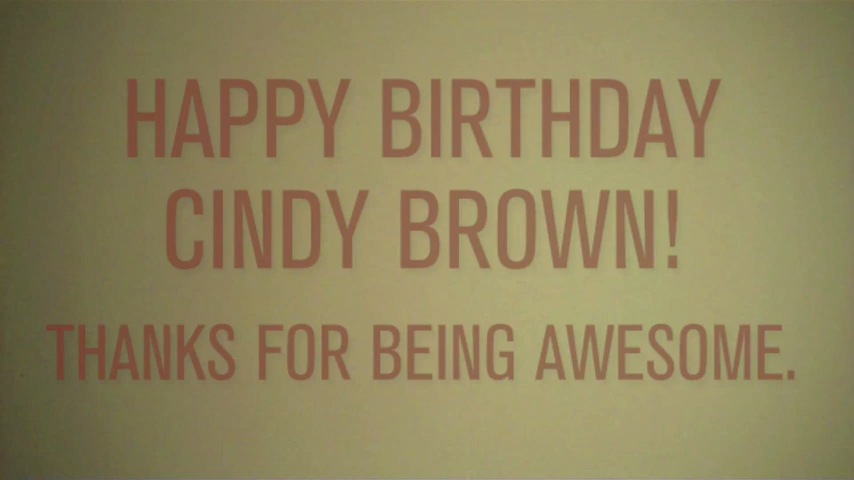 HAPPY BIRTHDAY
CINDY BROWN!
THANKS FOR BEING AWESOME.